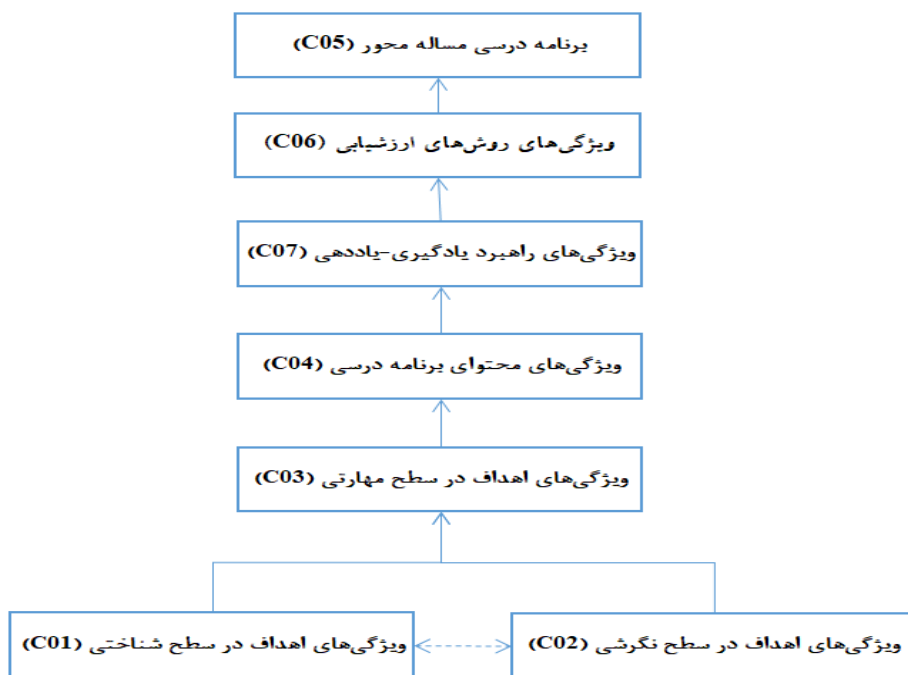 برنامه درسی مساله محور (C05)
ویژگی‌های روش‌های ارزشیابی (C06)
ویژگی‌های راهبرد یادگیری-یاددهی (C07)
ویژگی‌های محتوای برنامه درسی (C04)
ویژگی‌های اهداف در سطح مهارتی (C03)
ویژگی‌های اهداف در سطح نگرشی (C02)
ویژگی‌های اهداف در سطح شناختی (C01)